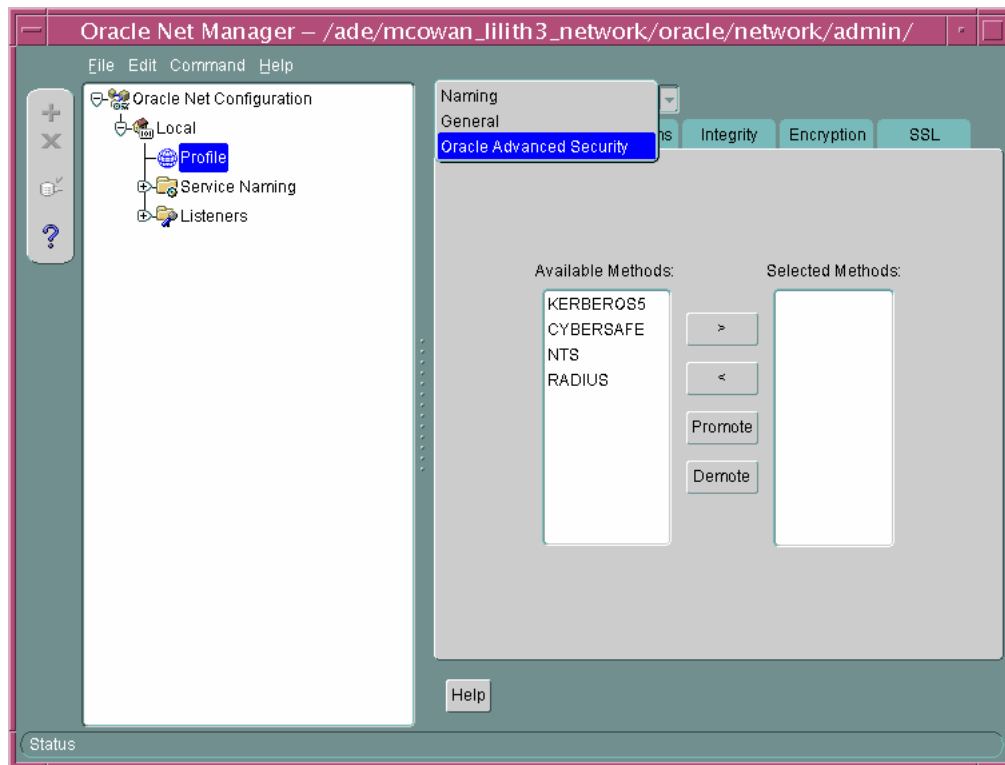 Oracle Net Manager – /ade/mcowan_lilith3_network/oracle/network/admin/
File Edit Command Help
Oracle Net Configuration
Local
Profile
Service Naming
Listeners
Naming
General
Oracle Advanced Security
Integrity Encryption SSL
Available Methods: Selected Methods:
KERBEROS5
CYBERSAFE
NTS
RADIUS
>
<
Promote
Demote
Help
Status